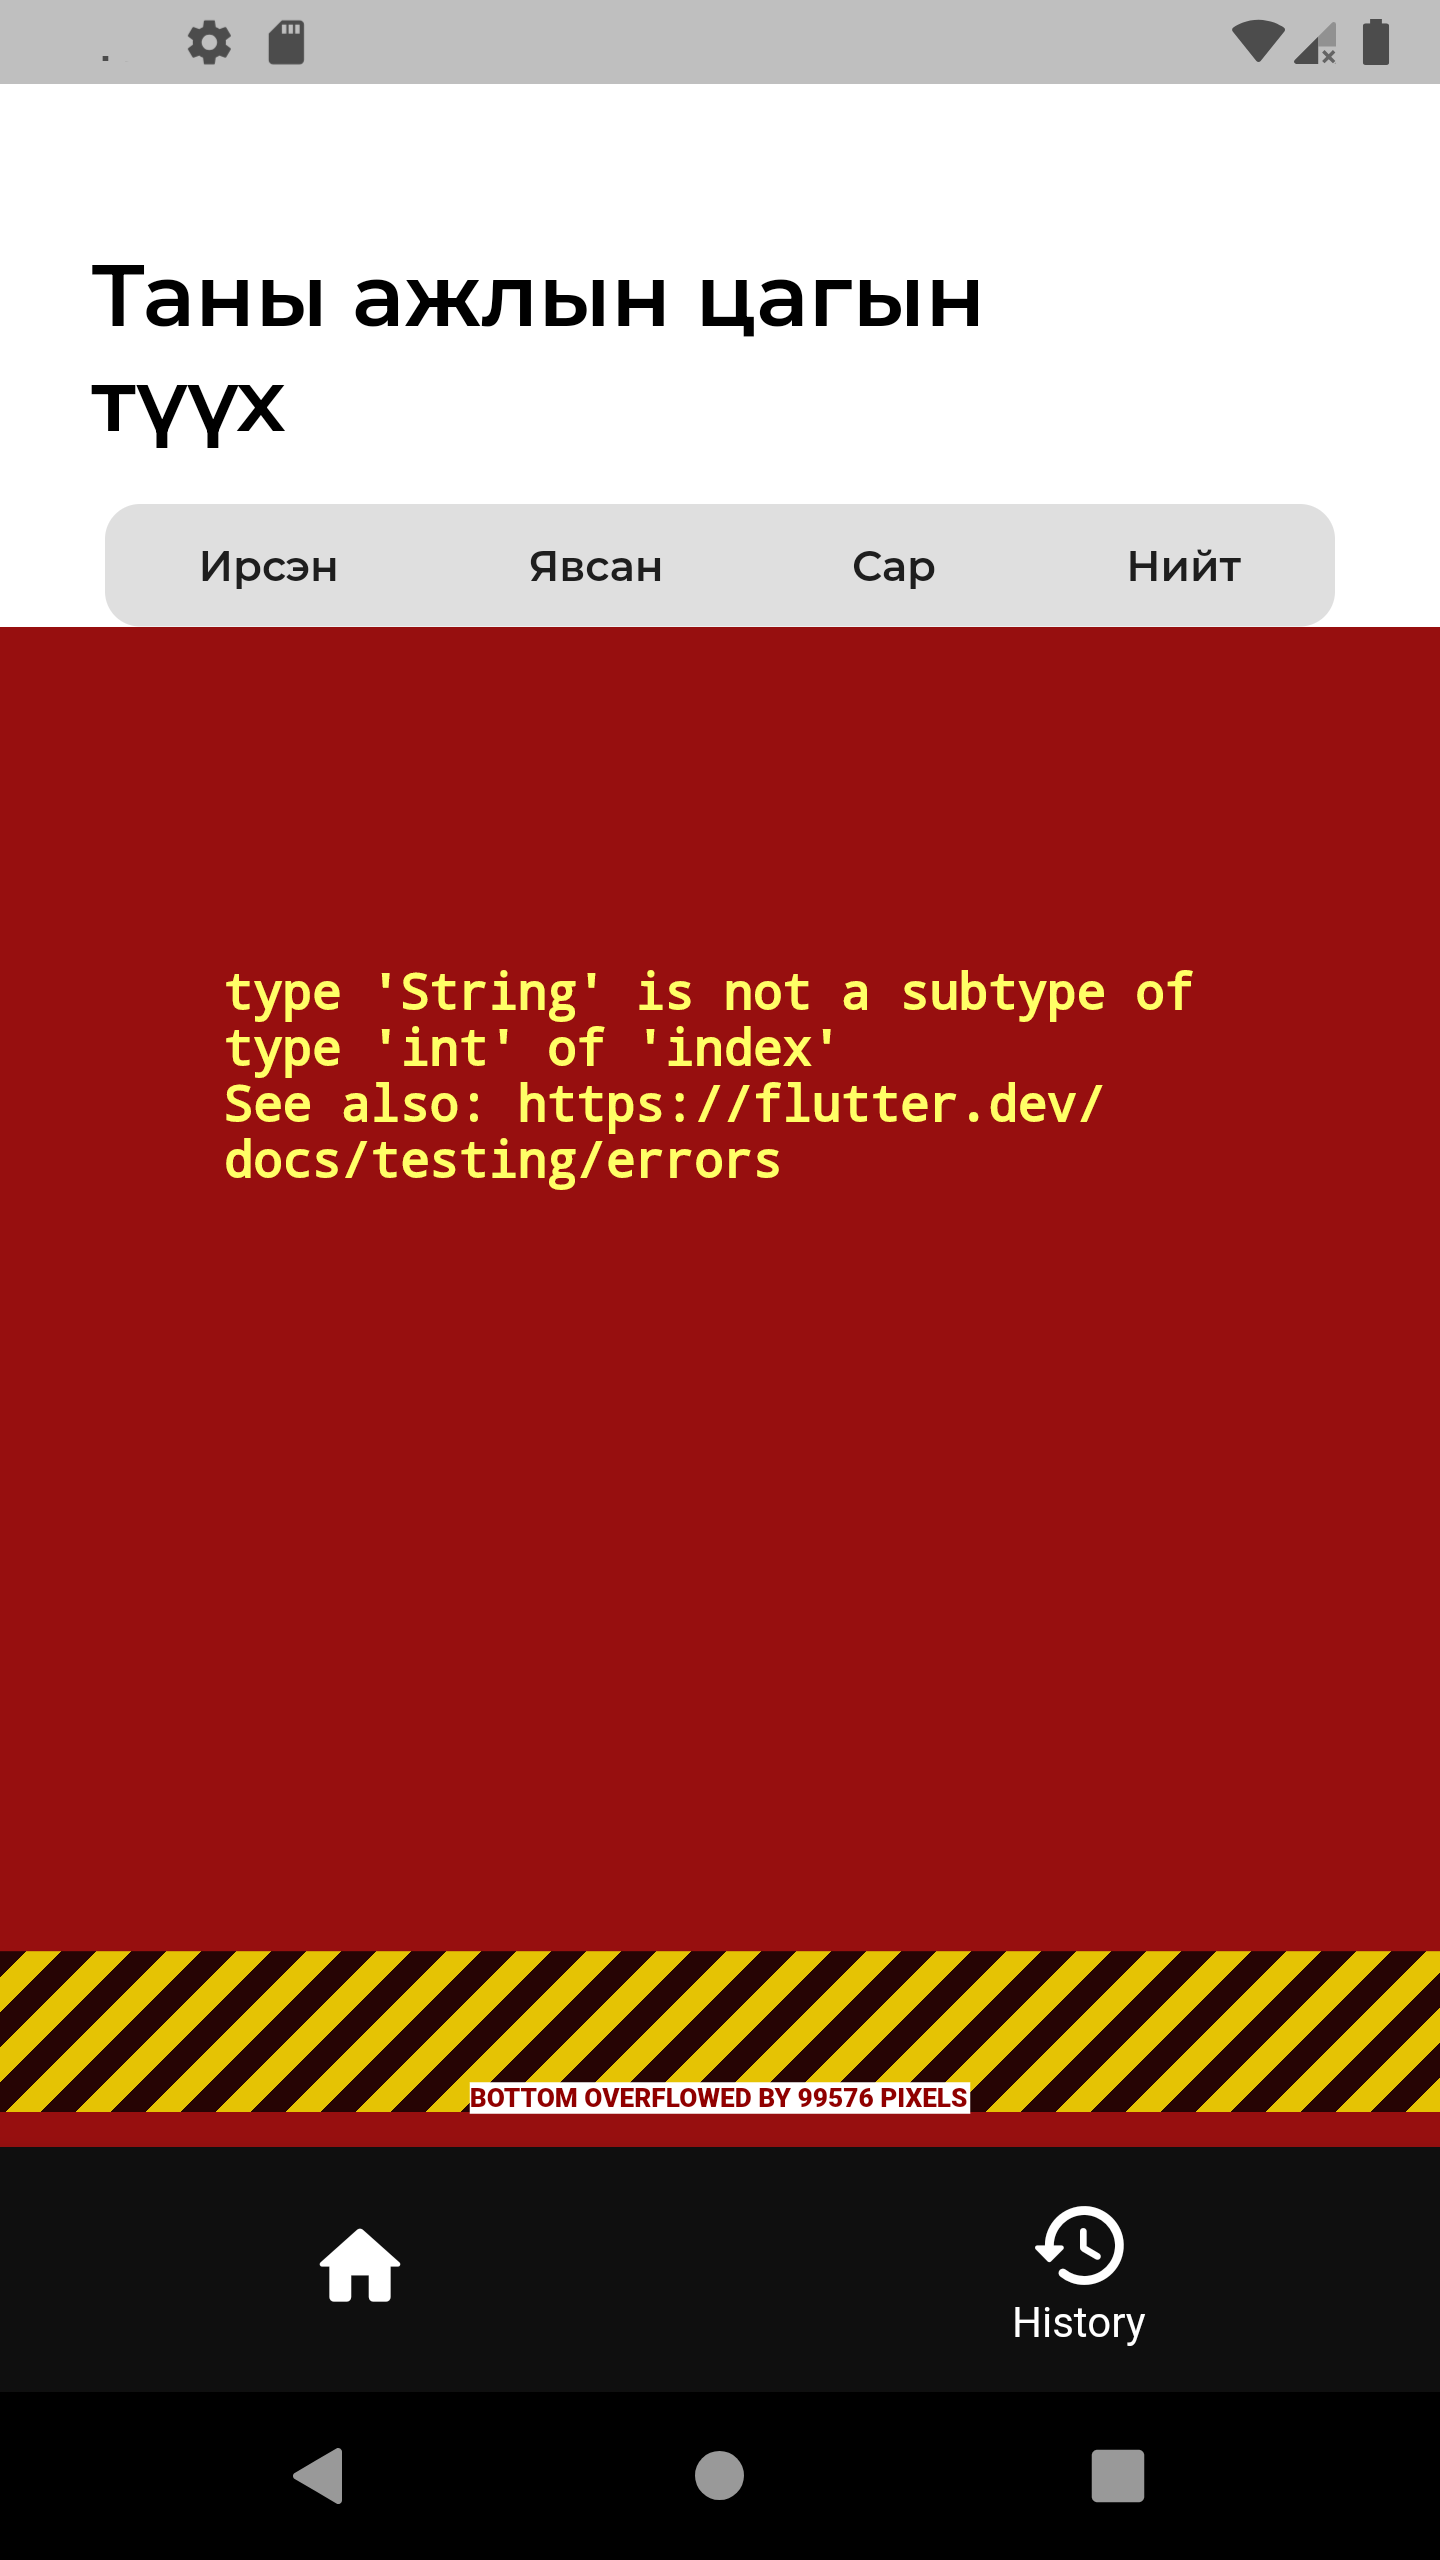 Таны ажлын цагын
түүх
Ирсэн Явсан Сар Нийт
type 'String' is not a subtype of
type 'int' of 'index'
See also: https://flutter.dev/
docs/testing/errors
BOTTOM OVERFLOWED BY 99576 PIXELS
History